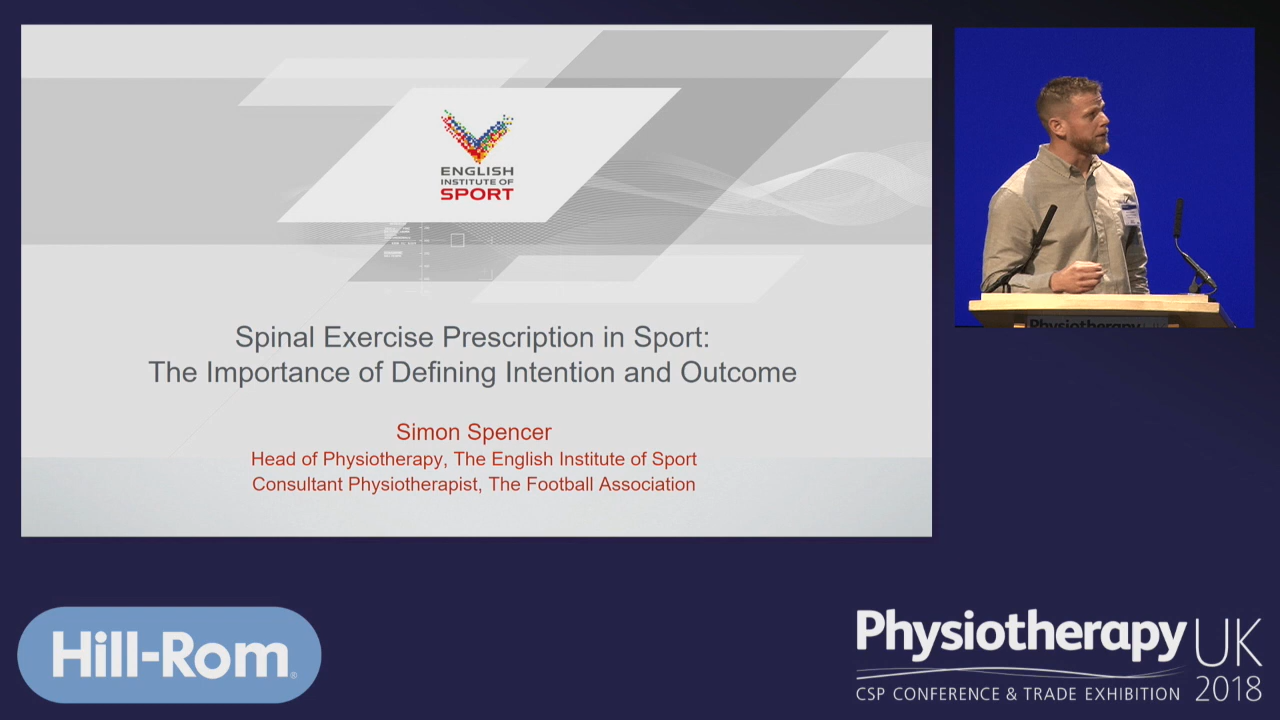 ENGLISH
INSTITUTE OF
SPORT
Spinal Exercise Prescription in Sport:
The Importance of Defining Intention and Outcome
Simon Spencer
Head of Physiotherapy, The English Institute of Sport
Consultant Physiotherapist, The Football Association
Physiotherapy
Hill-Rom®
Physiotherapy UK
CSP CONFERENCE & TRADE EXHIBITION 2018